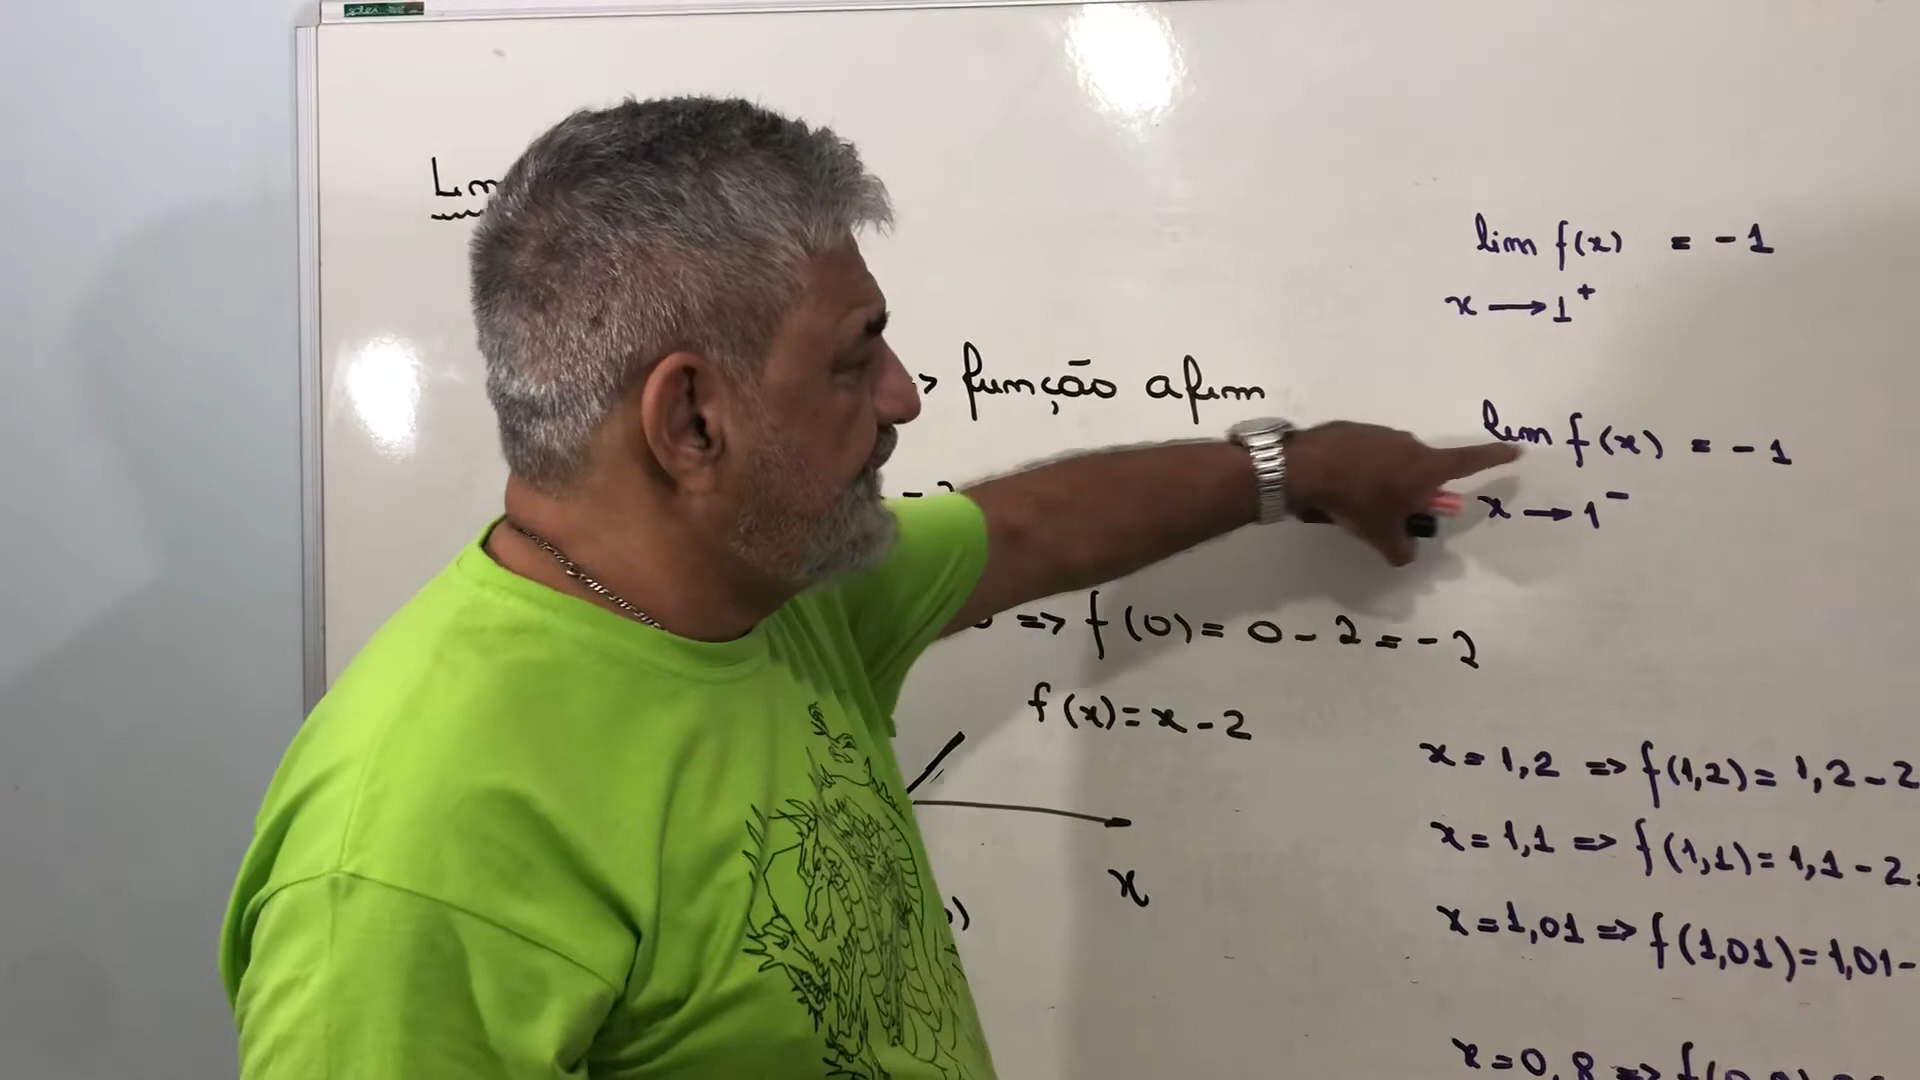 lim f(x) = -1
x → 1⁺
=> função afim
lim f(x) = -1
x → 1⁻
=> f(0) = 0 - 2 = -2
f(x) = x - 2
x = 1,2 => f(1,2) = 1,2 - 2
x = 1,1 => f(1,1) = 1,1 - 2 =
x
x = 1,01 => f(1,01) = 1,01 -
x = 0,8 =>